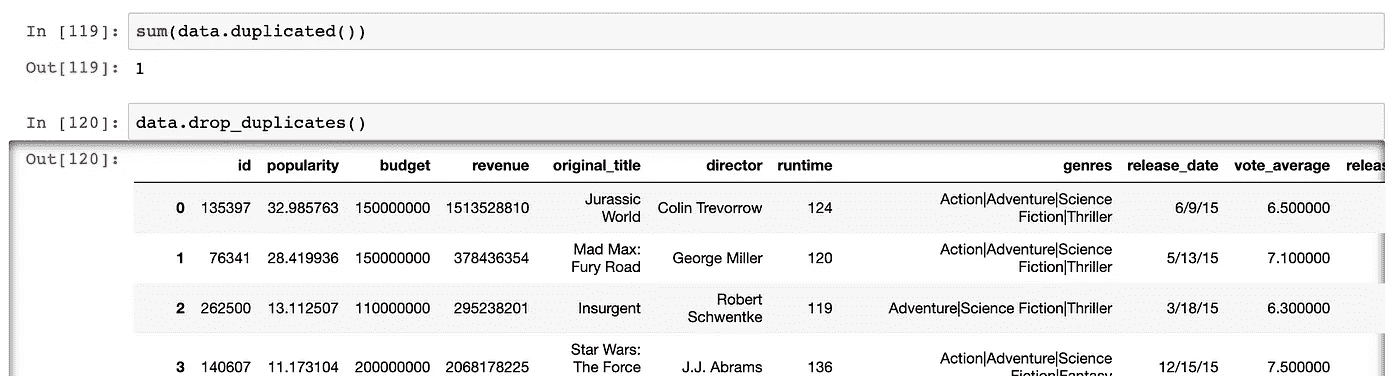 In [119]: sum(data.duplicated())
Out[119]: 1
In [120]: data.drop_duplicates()
Out[120]:
id popularity budget revenue original_title director runtime genres release_date vote_average releas
0 135397 32.985763 150000000 1513528810 Jurassic World Colin Trevorrow 124 Action|Adventure|Science Fiction|Thriller 6/9/15 6.500000
1 76341 28.419936 150000000 378436354 Mad Max: Fury Road George Miller 120 Action|Adventure|Science Fiction|Thriller 5/13/15 7.100000
2 262500 13.112507 110000000 295238201 Insurgent Robert Schwentke 119 Adventure|Science Fiction|Thriller 3/18/15 6.300000
3 140607 11.173104 200000000 2068178225 Star Wars: The Force J.J. Abrams 136 Action|Adventure|Science Fiction|Fantasy 12/15/15 7.500000